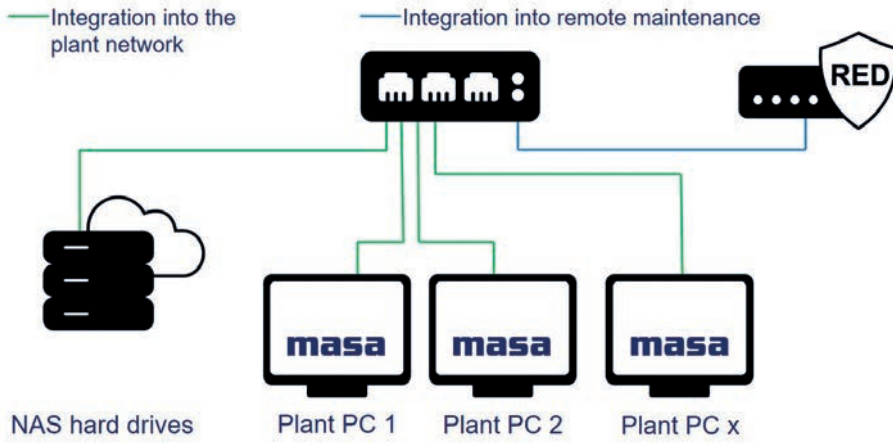 Integration into the
plant network
Integration into remote maintenance
RED
masa
masa
masa
NAS hard drives
Plant PC 1
Plant PC 2
Plant PC x